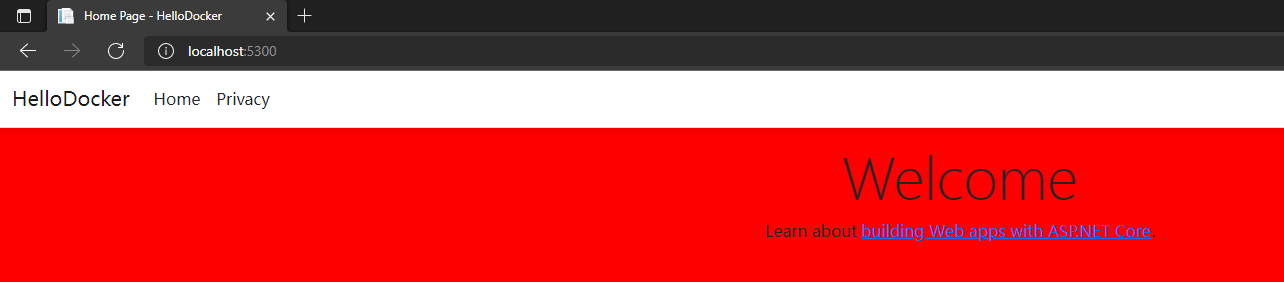 Home Page - HelloDocker
localhost:5300
HelloDocker Home Privacy
Welcome
Learn about building Web apps with ASP.NET Core.